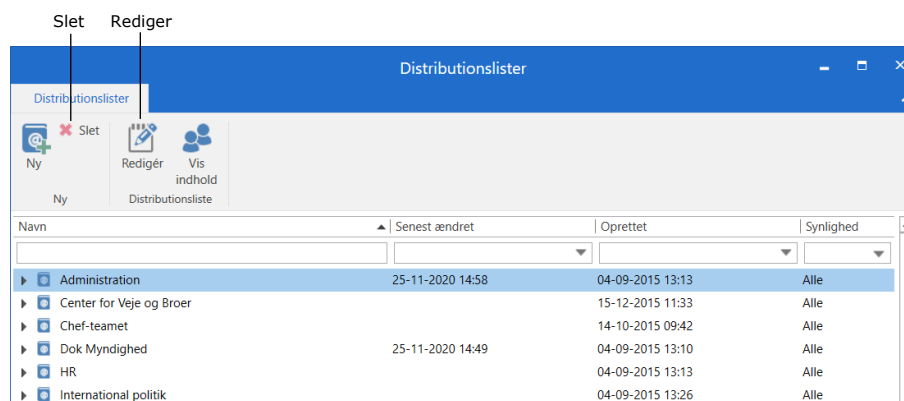 Slet Rediger
Distributionslister
Distributionslister
Slet
Ny Redigér Vis indhold
Ny Distributionsliste
Navn Senest ændret Oprettet Synlighed
Administration 25-11-2020 14:58 04-09-2015 13:13 Alle
Center for Veje og Broer 15-12-2015 11:33 Alle
Chef-teamet 14-10-2015 09:42 Alle
Dok Myndighed 25-11-2020 14:49 04-09-2015 13:10 Alle
HR 04-09-2015 13:13 Alle
International politik 04-09-2015 13:26 Alle